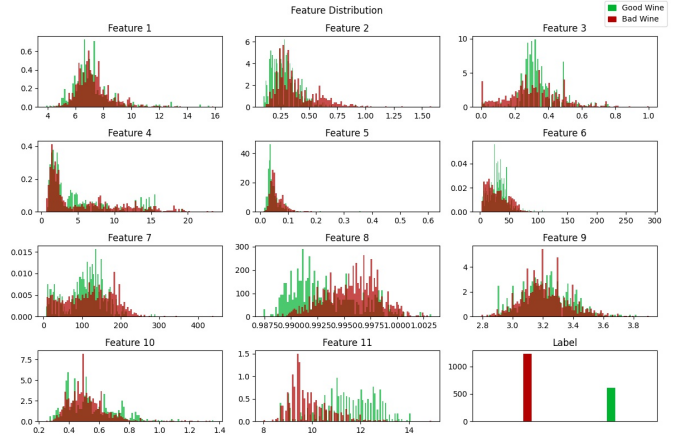 Feature Distribution
Good Wine
Bad Wine
Feature 1
0.6
0.4
0.2
0.0
4 6 8 10 12 14 16
Feature 2
6
4
2
0
0.25 0.50 0.75 1.00 1.25 1.50
Feature 3
10
5
0
0.0 0.2 0.4 0.6 0.8 1.0
Feature 4
0.4
0.2
0.0
0 5 10 15 20
Feature 5
40
20
0
0.0 0.1 0.2 0.3 0.4 0.5 0.6
Feature 6
0.04
0.02
0.00
0 50 100 150 200 250 300
Feature 7
0.015
0.010
0.005
0.000
0 100 200 300 400
Feature 8
300
200
100
0
0.98750.99000.99250.99500.99751.00001.0025
Feature 9
4
2
0
2.8 3.0 3.2 3.4 3.6 3.8
Feature 10
7.5
5.0
2.5
0.0
0.2 0.4 0.6 0.8 1.0 1.2 1.4
Feature 11
1.5
1.0
0.5
0.0
8 10 12 14
Label
1000
500
0